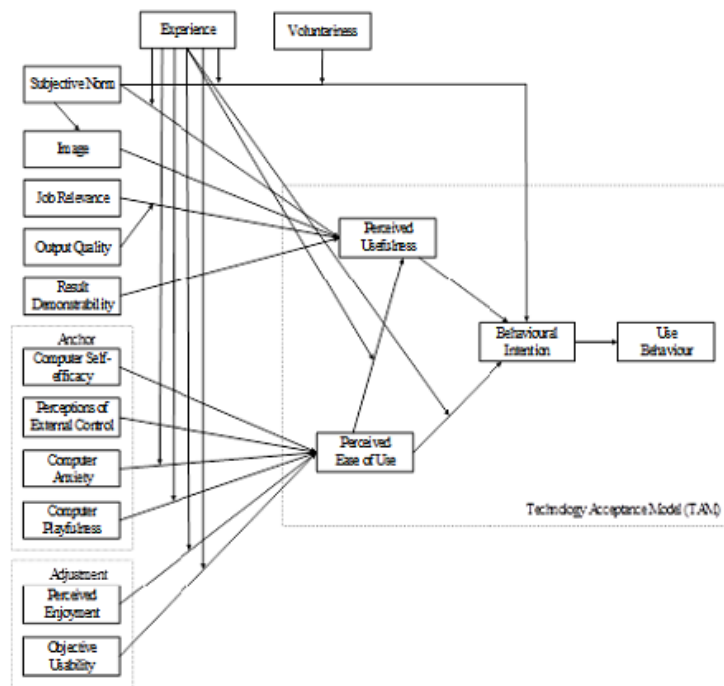 Experience
Voluntariness
Subjective Norm
Image
Job Relevance
Output Quality
Result
Demonstrability
Perceived
Usefulness
Behavioural
Intention
Use
Behaviour
Anchor
Computer Self-
efficacy
Perceptions of
External Control
Computer
Anxiety
Computer
Playfulness
Perceived
Ease of Use
Technology Acceptance Model (TAM)
Adjustment
Perceived
Enjoyment
Objective
Usability